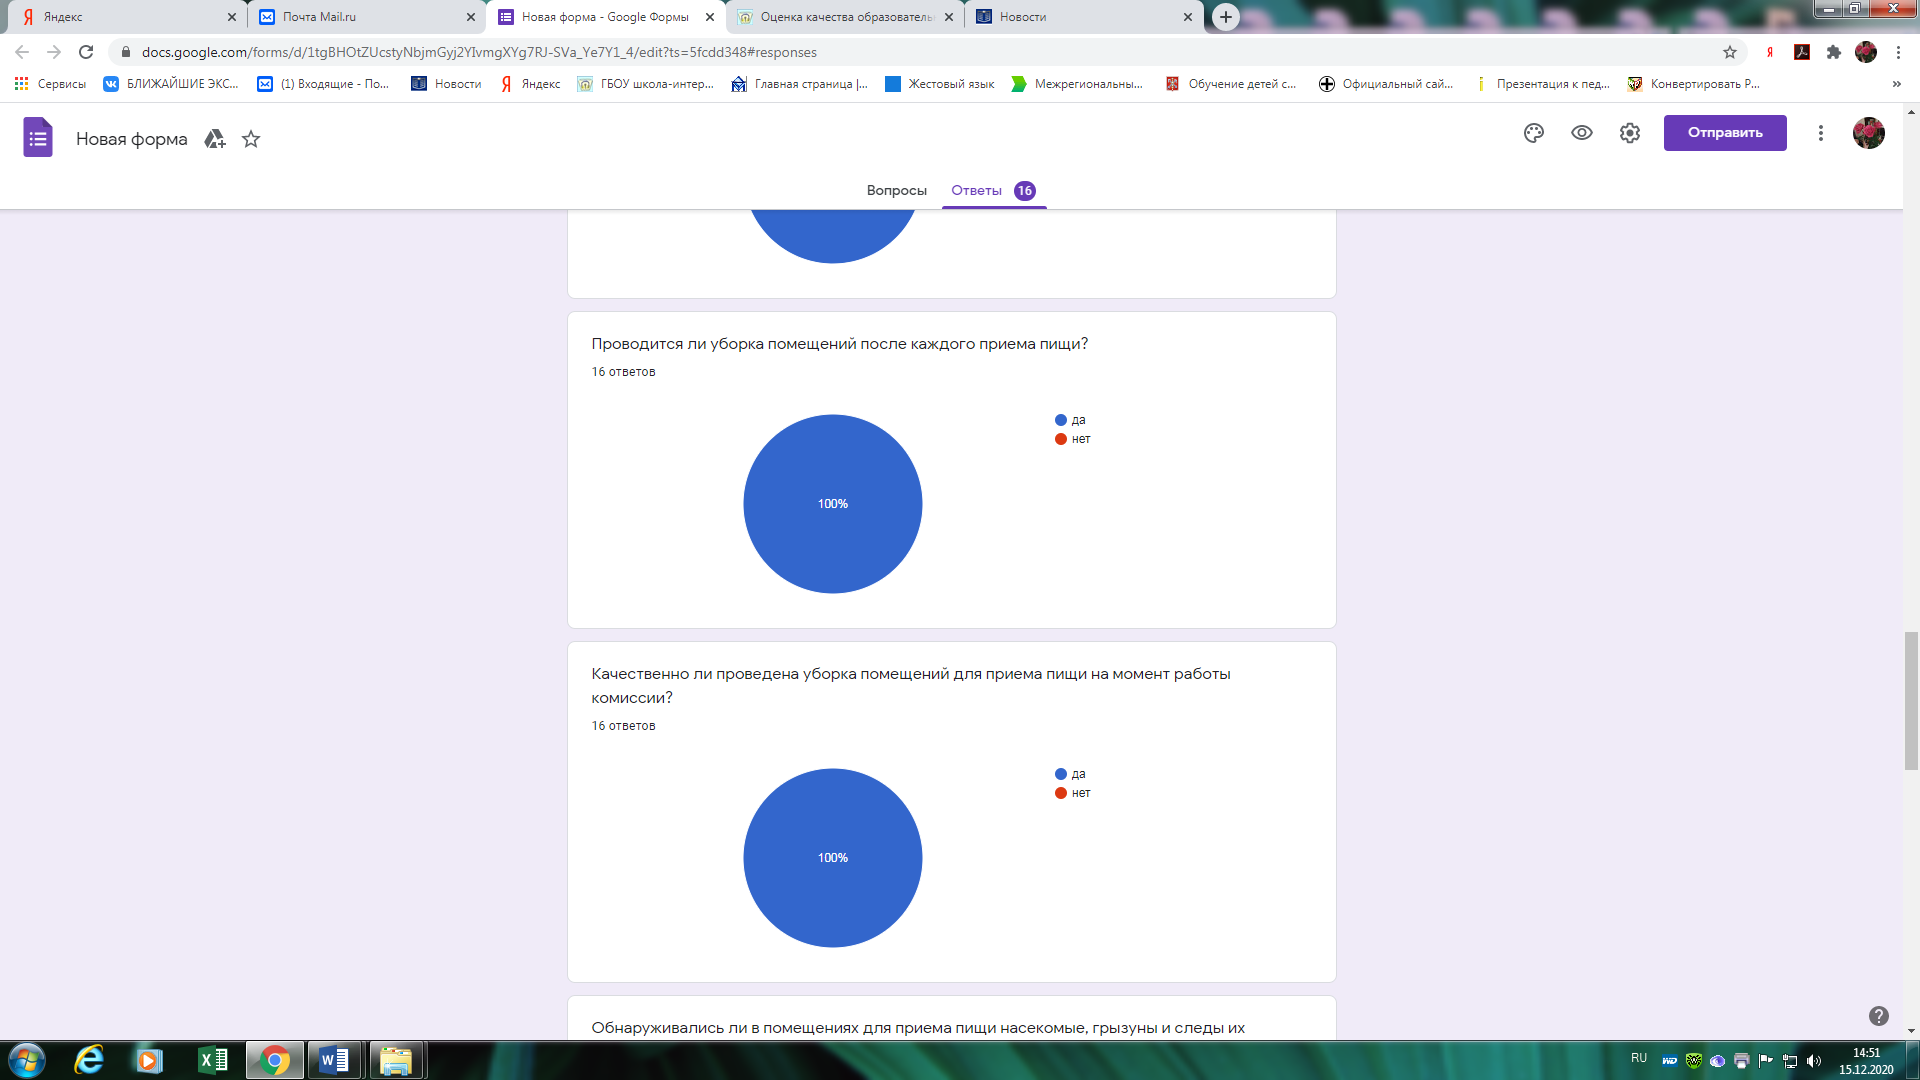 Яндекс
Почта Mail.ru
Новая форма - Google Формы
Оценка качества образователь
Новости
docs.google.com/forms/d/1tgBHOtZUcstyNbjmGyj2YIvmgXYg7RJ-SVa_Ye7Y1_4/edit?ts=5fcdd348#responses
Сервисы
БЛИЖАЙШИЕ ЭКС...
(1) Входящие - По...
Новости
Яндекс
ГБОУ школа-интер...
Главная страница |...
Жестовый язык
Межрегиональны...
Обучение детей с...
Официальный сай...
Презентация к пед...
Конвертировать P...
»
Новая форма
Отправить
Вопросы
Ответы 16
Проводится ли уборка помещений после каждого приема пищи?
16 ответов
да
нет
100%
Качественно ли проведена уборка помещений для приема пищи на момент работы
комиссии?
16 ответов
да
нет
100%
Обнаруживались ли в помещениях для приема пищи насекомые, грызуны и следы их
RU
14:51
15.12.2020